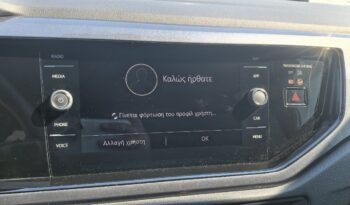 RADIO
MEDIA
PHONE
VOICE
Καλώς ήρθατε
Γίνεται φόρτωση του προφίλ χρήστη...
Αλλαγή χρήστη
OK
APP
CAR
MENU